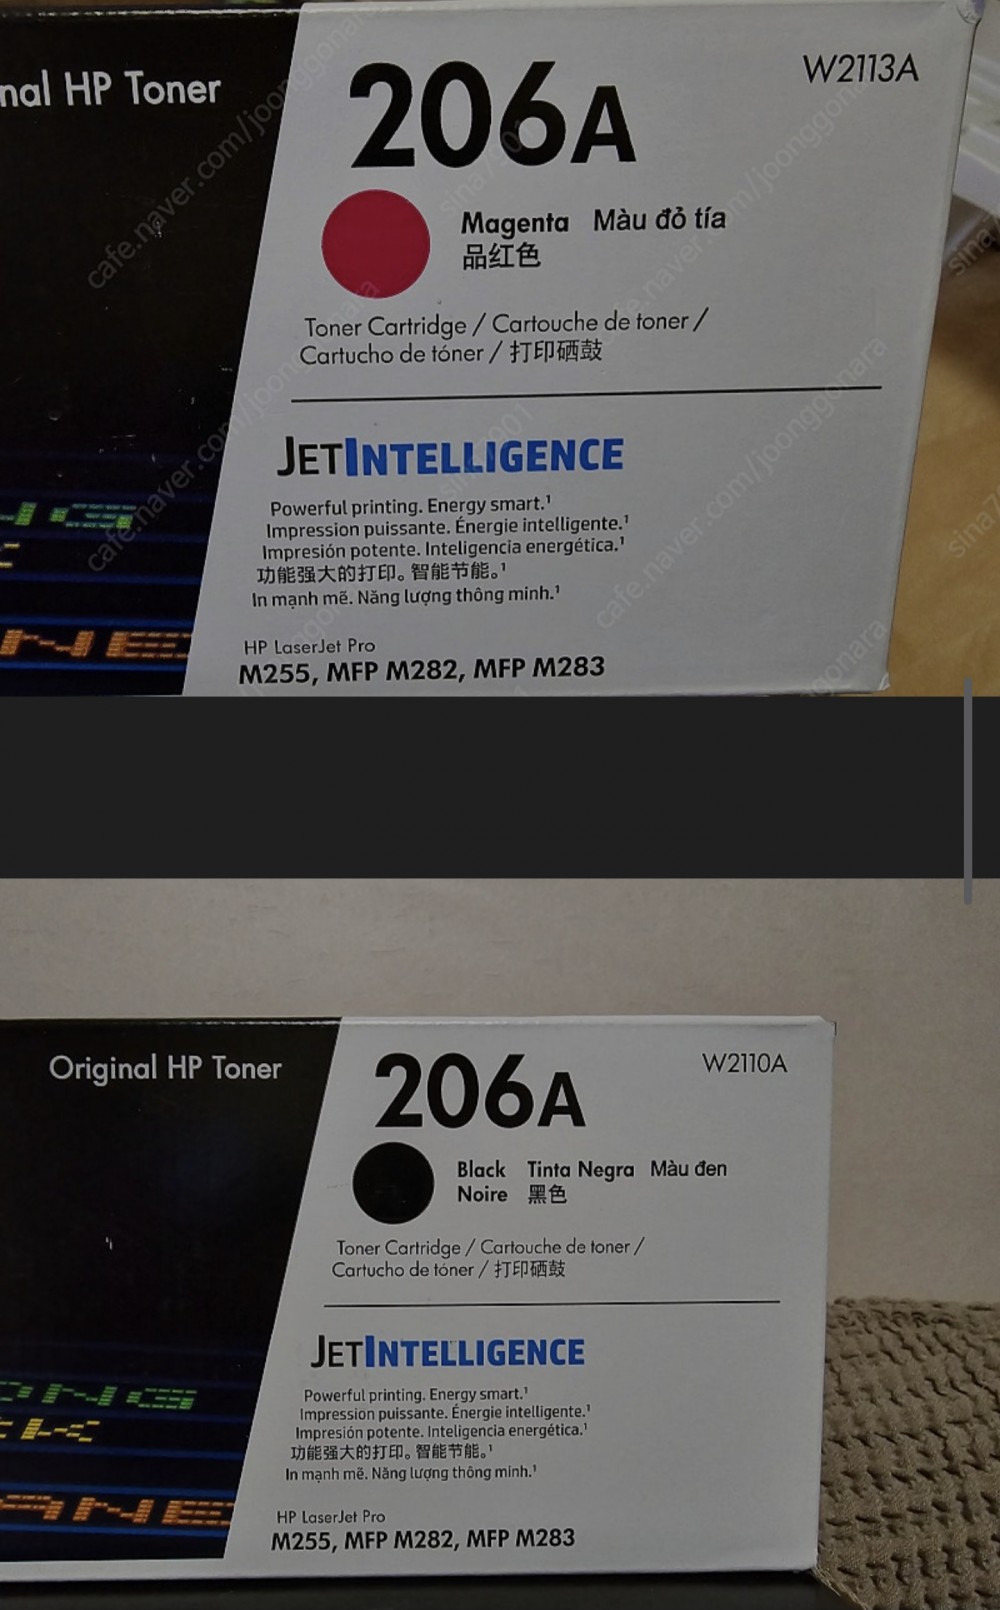 nal HP Toner
206A
W2113A
Magenta Màu đỏ tía
品红色
Toner Cartridge / Cartouche de toner /
Cartucho de tóner / 打印硒鼓
JETINTELLIGENCE
Powerful printing. Energy smart.¹
Impression puissante. Énergie intelligente.¹
Impresión potente. Inteligencia energética.¹
功能强大的打印。智能节能。¹
In mạnh mẽ. Năng lượng thông minh.¹
HP LaserJet Pro
M255, MFP M282, MFP M283
cafe.naver.com/joonggonara
Original HP Toner
206A
W2110A
Black Tinta Negra Màu đen
Noire 黑色
Toner Cartridge / Cartouche de toner /
Cartucho de tóner / 打印硒鼓
JETINTELLIGENCE
Powerful printing. Energy smart.¹
Impression puissante. Énergie intelligente.¹
Impresión potente. Inteligencia energética.¹
功能强大的打印。智能节能。¹
In mạnh mẽ. Năng lượng thông minh.¹
HP LaserJet Pro
M255, MFP M282, MFP M283